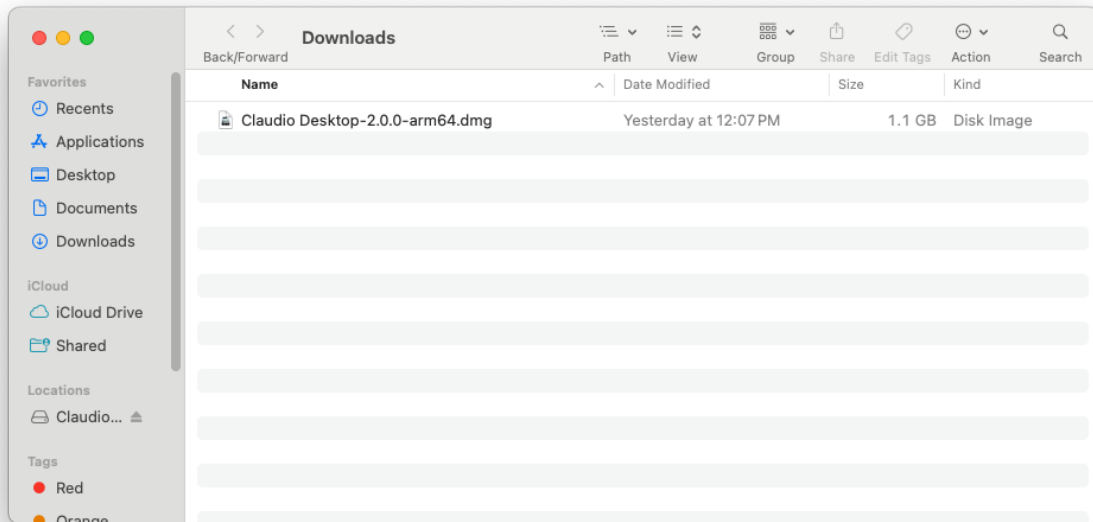 Downloads
Back/Forward
Path
View
Group
Share
Edit Tags
Action
Search
Favorites
Recents
Applications
Desktop
Documents
Downloads
iCloud
iCloud Drive
Shared
Locations
Claudio...
Tags
Red
Orange
Name Date Modified Size Kind
Claudio Desktop-2.0.0-arm64.dmg Yesterday at 12:07 PM 1.1 GB Disk Image